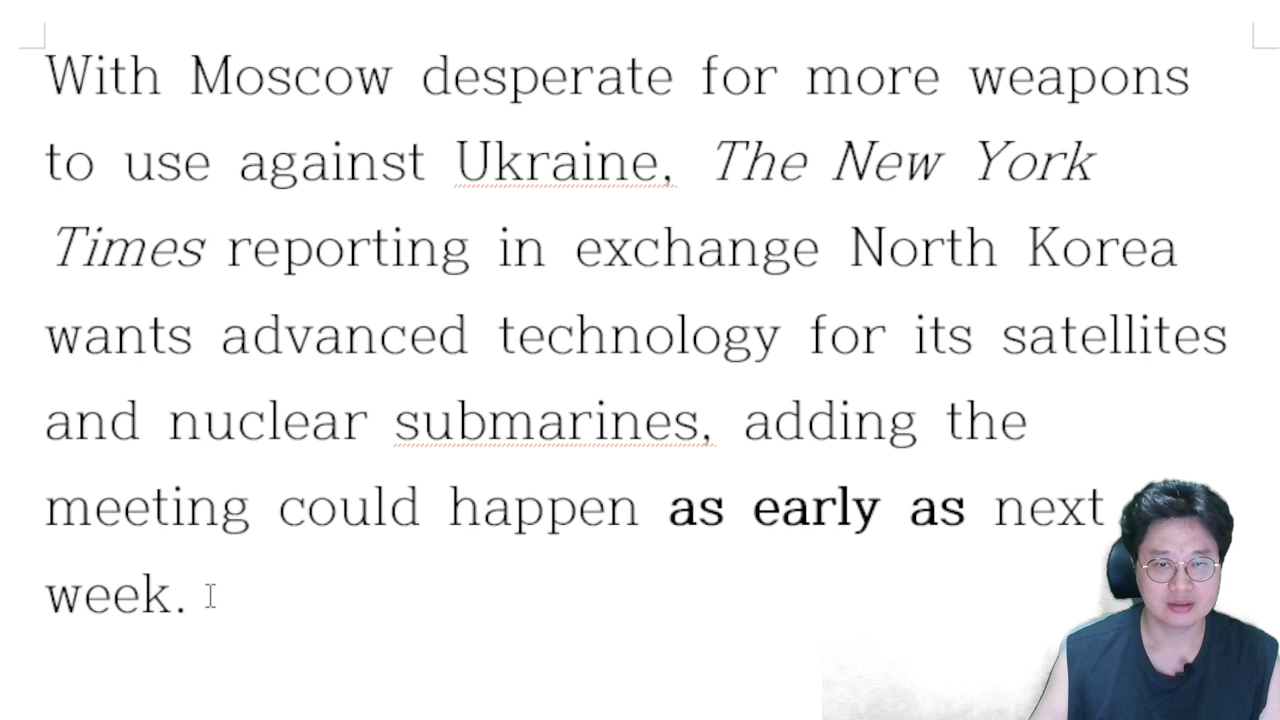 With Moscow desperate for more weapons
to use against Ukraine, The New York
Times reporting in exchange North Korea
wants advanced technology for its satellites
and nuclear submarines, adding the
meeting could happen as early as next
week.